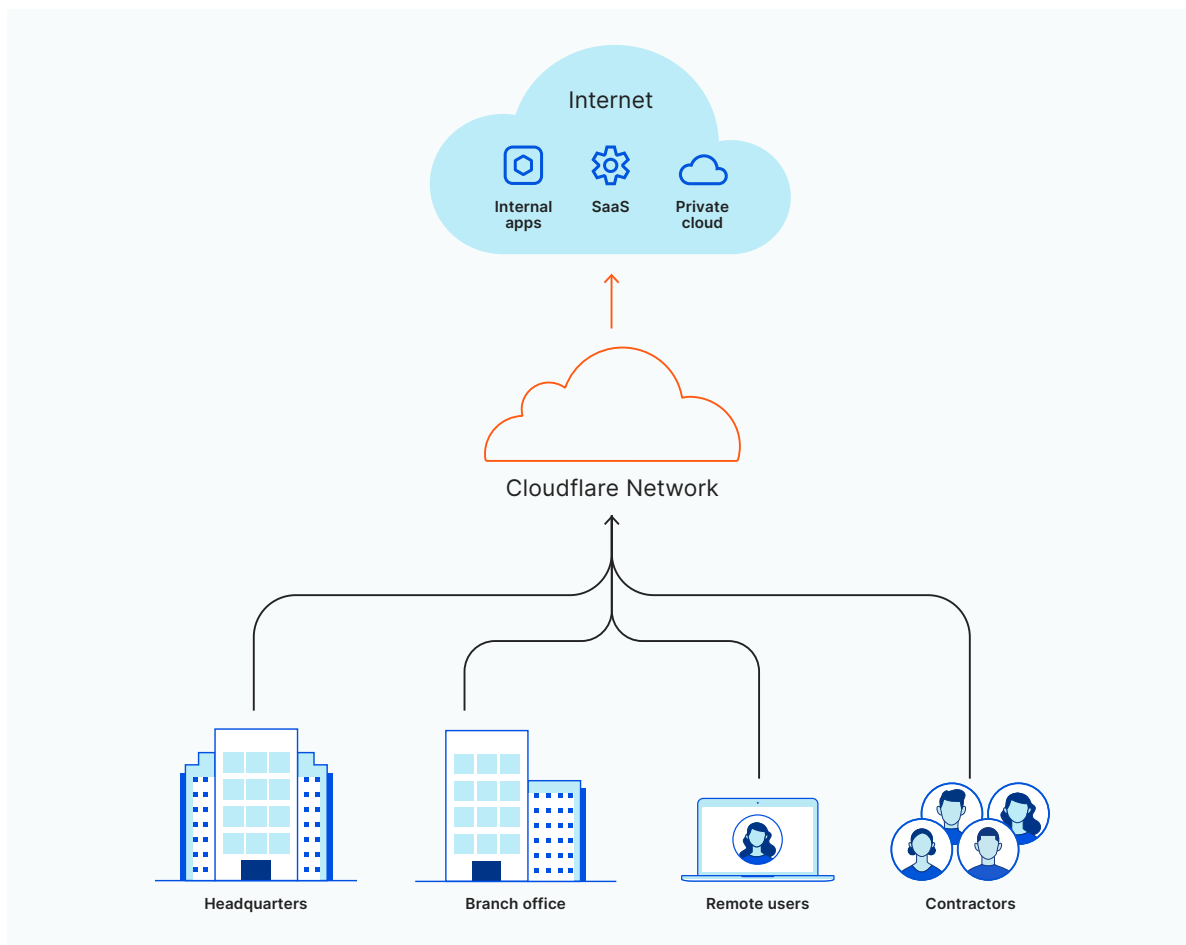 Internet
Internal
apps
SaaS
Private
cloud
Cloudflare Network
Headquarters
Branch office
Remote users
Contractors